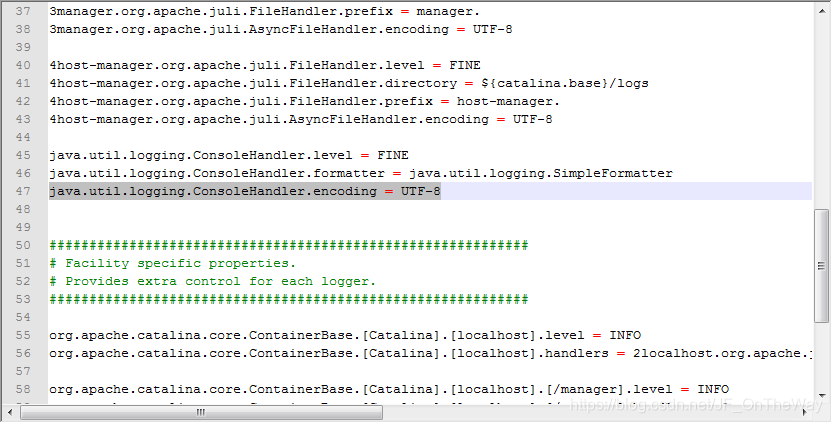 37 3manager.org.apache.juli.FileHandler.prefix = manager.
38 3manager.org.apache.juli.AsyncFileHandler.encoding = UTF-8
39
40 4host-manager.org.apache.juli.FileHandler.level = FINE
41 4host-manager.org.apache.juli.FileHandler.directory = ${catalina.base}/logs
42 4host-manager.org.apache.juli.FileHandler.prefix = host-manager.
43 4host-manager.org.apache.juli.AsyncFileHandler.encoding = UTF-8
44
45 java.util.logging.ConsoleHandler.level = FINE
46 java.util.logging.ConsoleHandler.formatter = java.util.logging.SimpleFormatter
47 java.util.logging.ConsoleHandler.encoding = UTF-8
48
49
50 ############################################################
51 # Facility specific properties.
52 # Provides extra control for each logger.
53 ############################################################
54
55 org.apache.catalina.core.ContainerBase.[Catalina].[localhost].level = INFO
56 org.apache.catalina.core.ContainerBase.[Catalina].[localhost].handlers = 2localhost.org.apache.j
57
58 org.apache.catalina.core.ContainerBase.[Catalina].[localhost].[/manager].level = INFO
https://blog.csdn.net/JF_OnTheWay